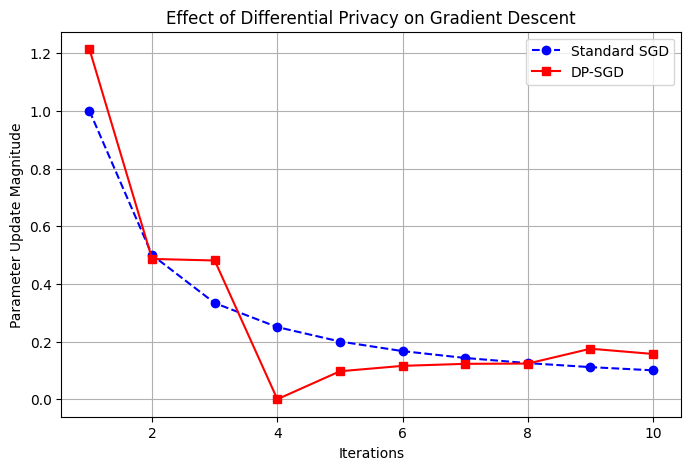 Effect of Differential Privacy on Gradient Descent
Standard SGD
DP-SGD
Parameter Update Magnitude
1.2
1.0
0.8
0.6
0.4
0.2
0.0
2
4
6
8
10
Iterations